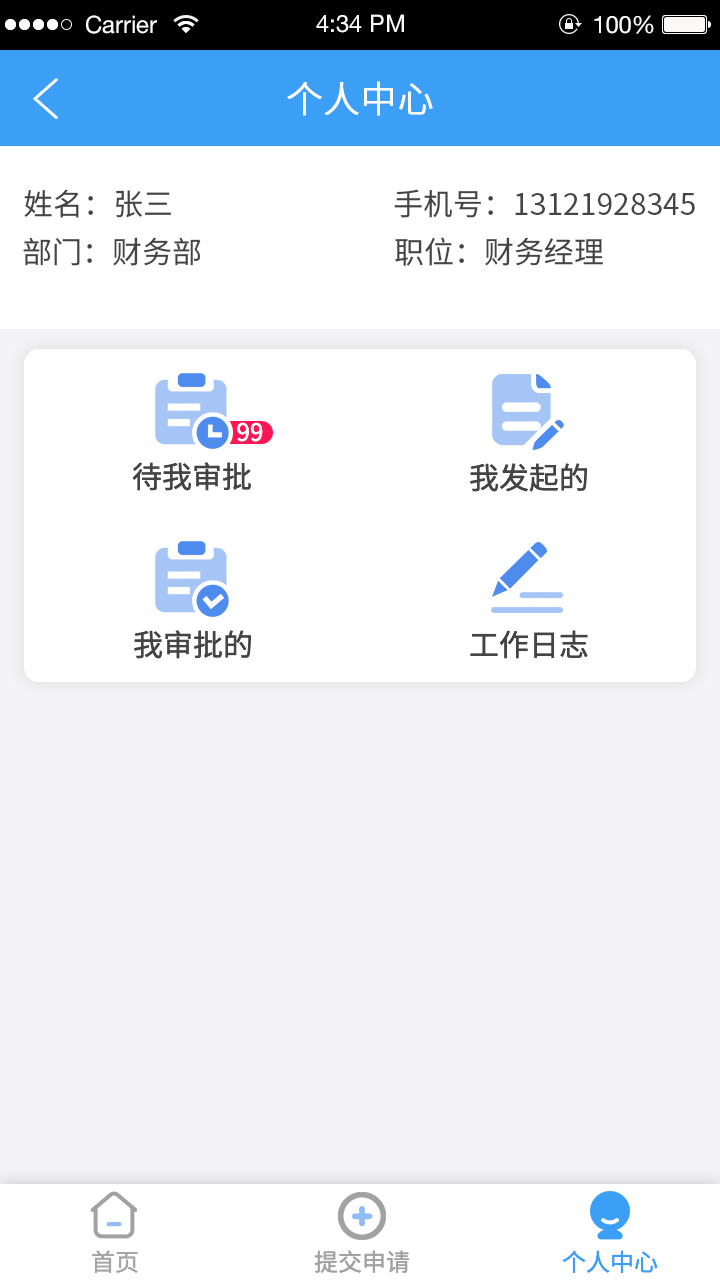 Carrier 4:34 PM 100%
个人中心
姓名：张三 手机号：13121928345
部门：财务部 职位：财务经理
99
待我审批 我发起的
我审批的 工作日志
首页 提交申请 个人中心